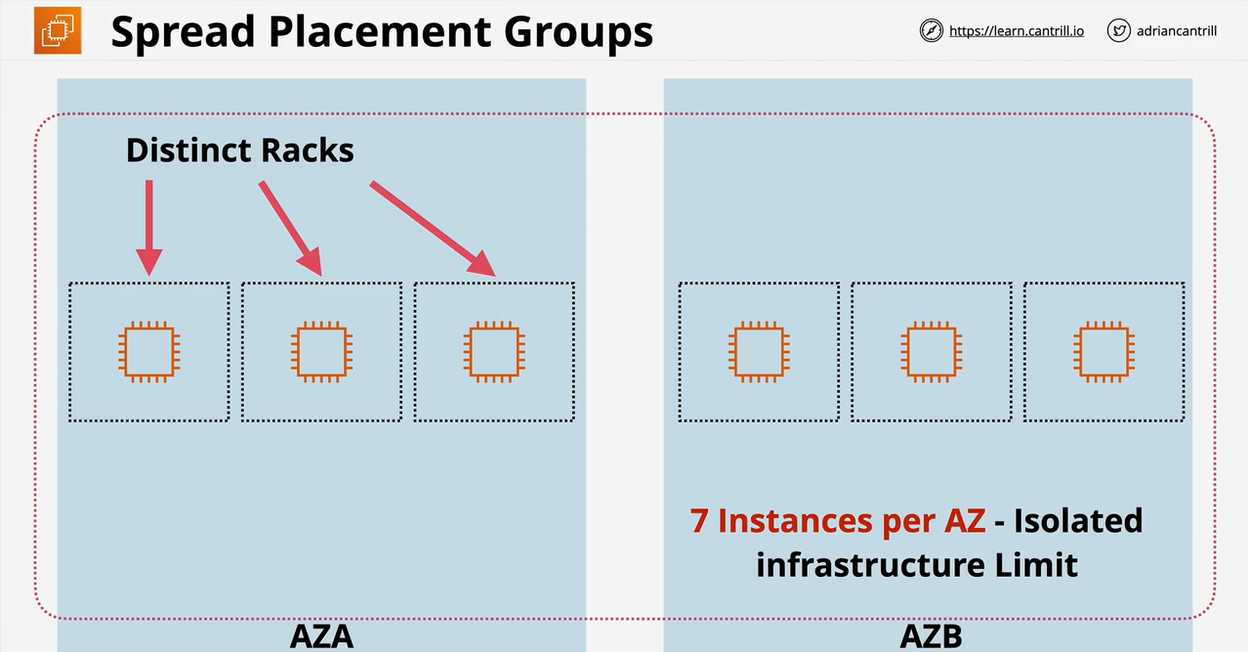 Spread Placement Groups
https://learn.cantrill.io
adriancantrill
Distinct Racks
7 Instances per AZ - Isolated
infrastructure Limit
AZA
AZB